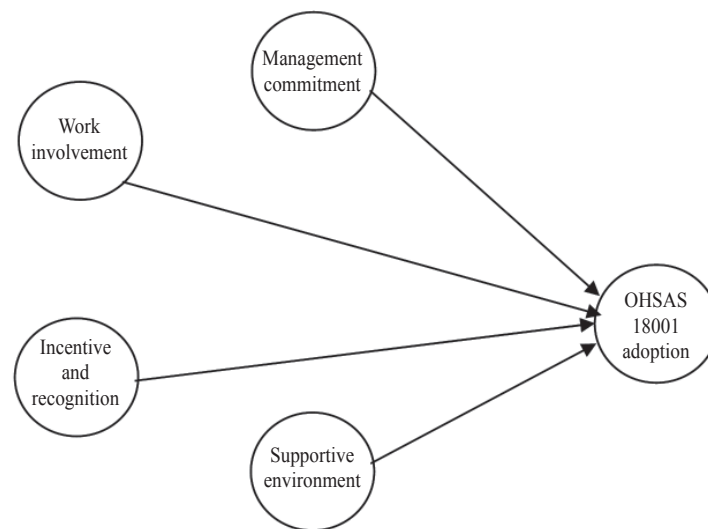 Management
commitment
Work
involvement
OHSAS
18001
adoption
Incentive
and
recognition
Supportive
environment